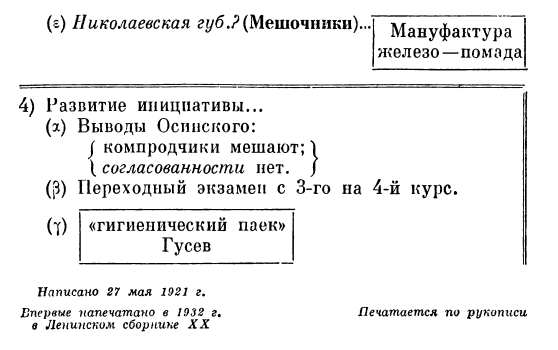 (ε) Николаевская губ.? (Мешочники)...
Мануфактура
железо—помада
4) Развитие инициативы...
(α) Выводы Осинского:
компродчики мешают;
согласованности нет.
(β) Переходный экзамен с 3-го на 4-й курс.
(γ) «гигиенический паек»
Гусев
Написано 27 мая 1921 г.
Впервые напечатано в 1932 г.
в Ленинском сборнике XX
Печатается по рукописи